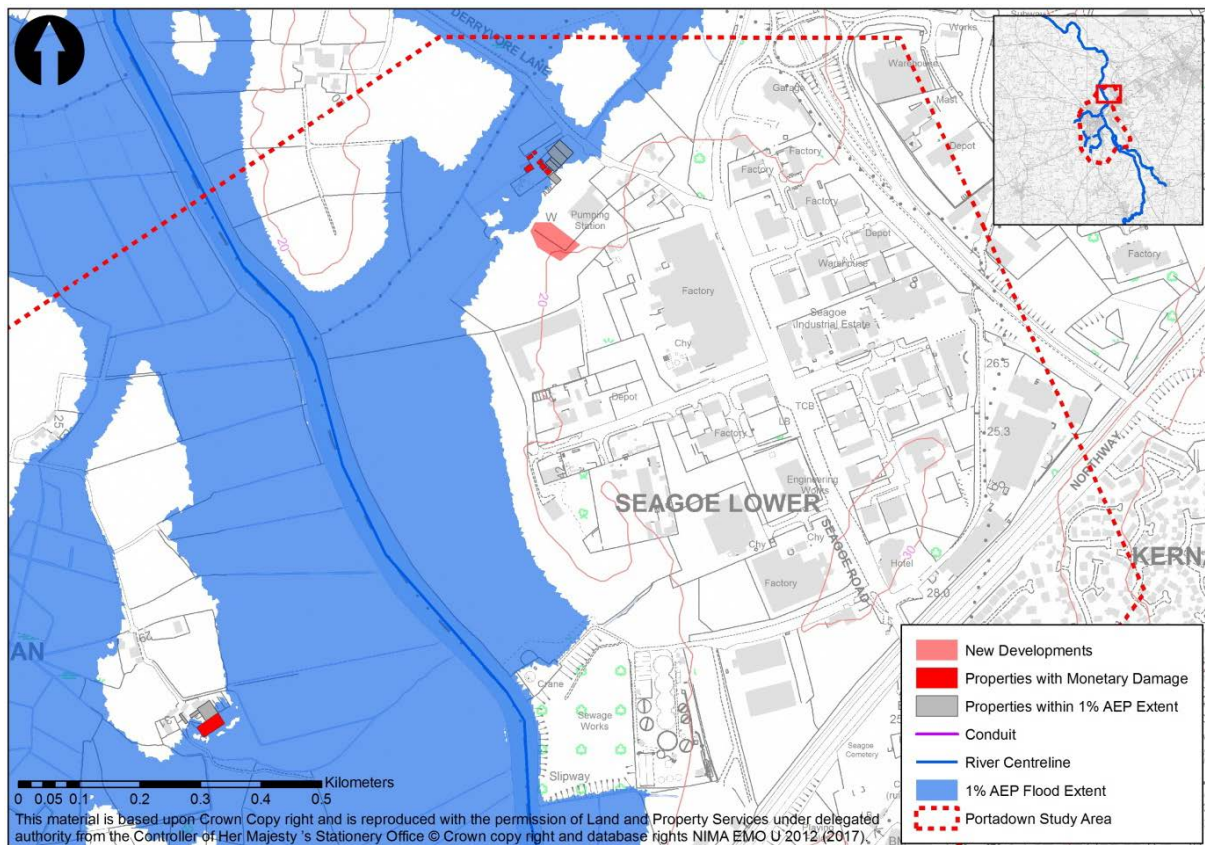 DERRYVORE LANE
Subway
Works
Warehouse
Mast
Depot
Garage
Factory
Factory
Factory
Factory
W
Pumping
Station
20
20
Depot
Warehouse
Factory
Factory
Seagoe
Industrial Estate
Chy
26.5
TCB
Depot
LB
25.3
25
Factory
NORTHWAY
Engineering
Works
SEAGOE LOWER
SEAGOE ROAD
30
Chy
Chy
Hotel
KERN
29
Factory
28.0
AN
Crane
Sewage
Works
Slipway
Seagoe
Cemetery
New Developments
Properties with Monetary Damage
Properties within 1% AEP Extent
Conduit
River Centreline
1% AEP Flood Extent
Portadown Study Area
Kilometers
0 0.05 0.1 0.2 0.3 0.4 0.5
This material is based upon Crown Copy right and is reproduced with the permission of Land and Property Services under delegated
authority from the Controller of Her Majesty 's Stationery Office © Crown copy right and database rights NIMA EMO U 2012 (2017).